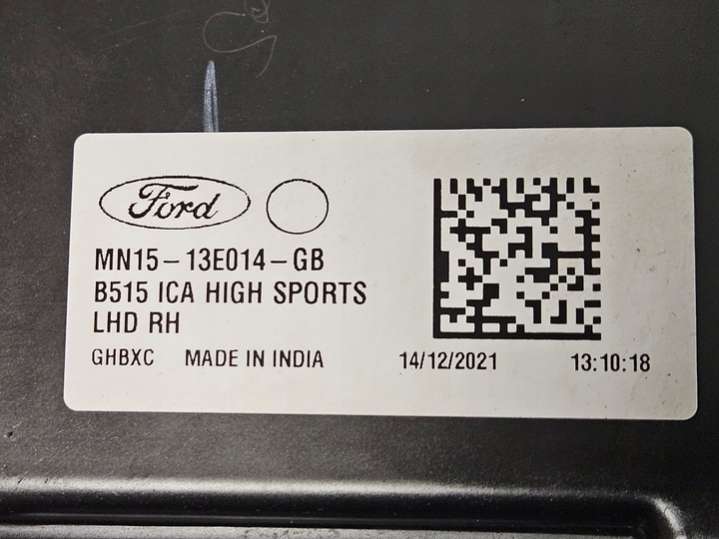 Ford
MN15-13E014-GB
B515 ICA HIGH SPORTS
LHD RH
GHBXC MADE IN INDIA 14/12/2021 13:10:18